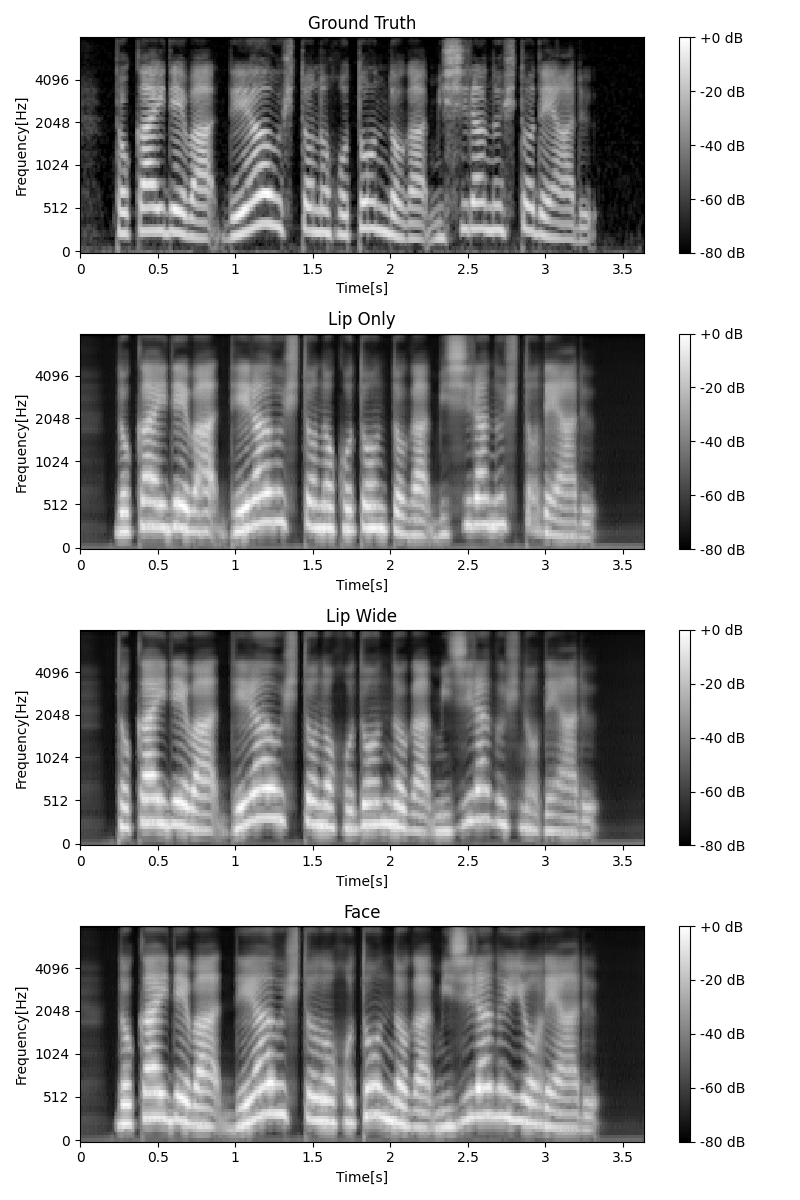 Ground Truth
Frequency[Hz]
4096
2048
1024
512
0
0
0.5
1
1.5
2
2.5
3
3.5
Time[s]
+0 dB
-20 dB
-40 dB
-60 dB
-80 dB
Lip Only
Frequency[Hz]
4096
2048
1024
512
0
0
0.5
1
1.5
2
2.5
3
3.5
Time[s]
+0 dB
-20 dB
-40 dB
-60 dB
-80 dB
Lip Wide
Frequency[Hz]
4096
2048
1024
512
0
0
0.5
1
1.5
2
2.5
3
3.5
Time[s]
+0 dB
-20 dB
-40 dB
-60 dB
-80 dB
Face
Frequency[Hz]
4096
2048
1024
512
0
0
0.5
1
1.5
2
2.5
3
3.5
Time[s]
+0 dB
-20 dB
-40 dB
-60 dB
-80 dB